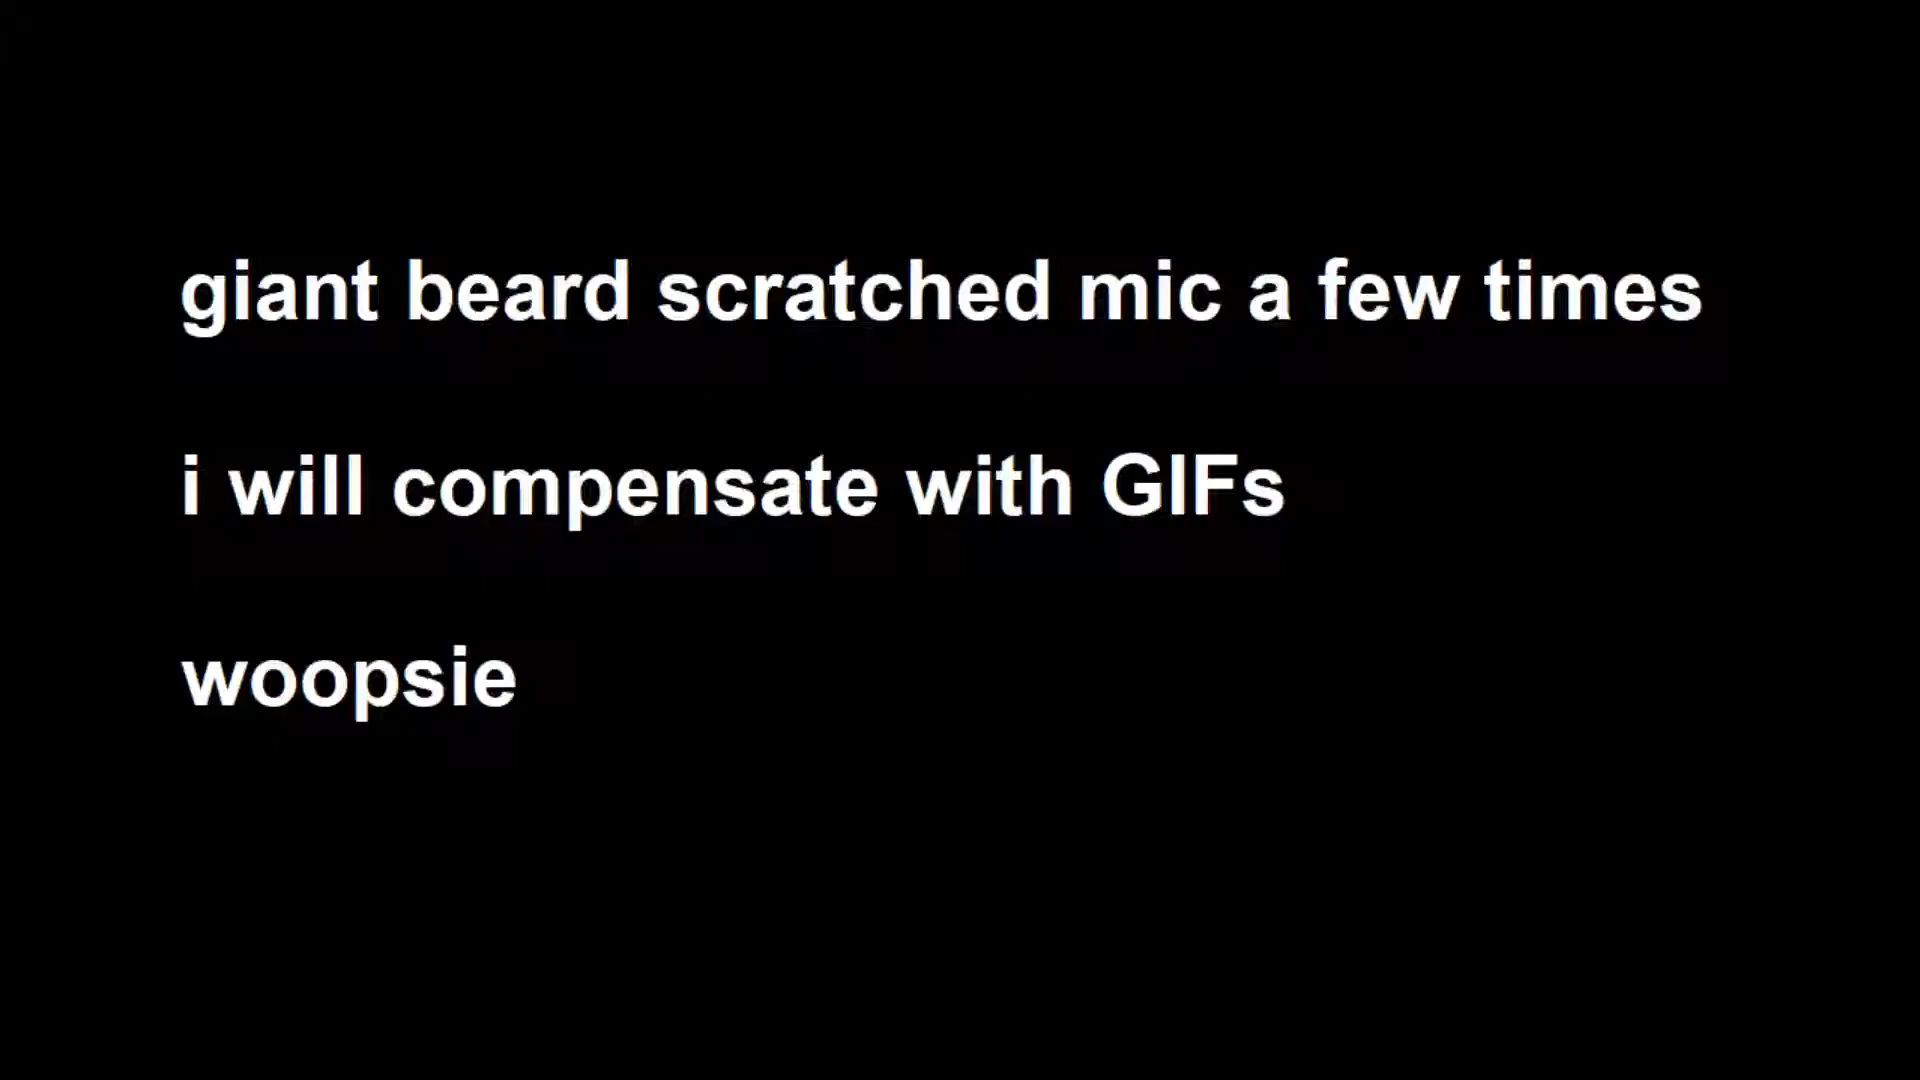 giant beard scratched mic a few times
i will compensate with GIFs
woopsie